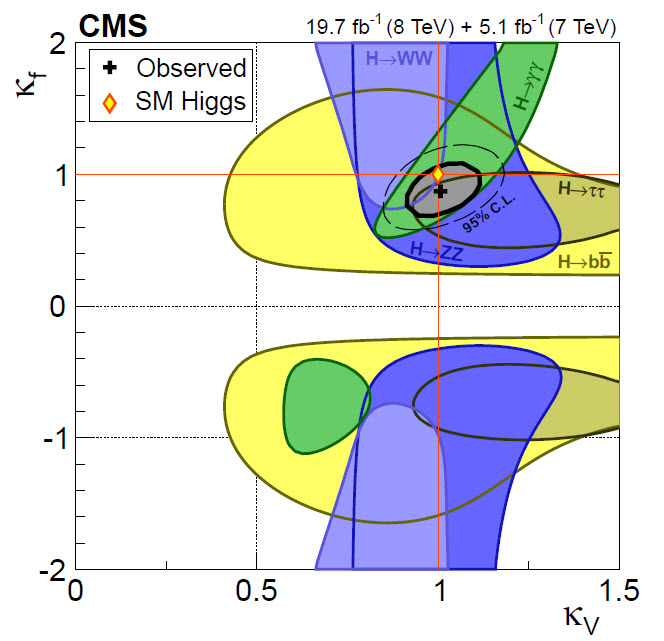 CMS
19.7 fb⁻¹ (8 TeV) + 5.1 fb⁻¹ (7 TeV)
κf
2
1
0
-1
-2
Observed
SM Higgs
H→WW
H→γγ
H→ττ
95% C.L.
H→ZZ
H→bb̅
0
0.5
1
1.5
κV